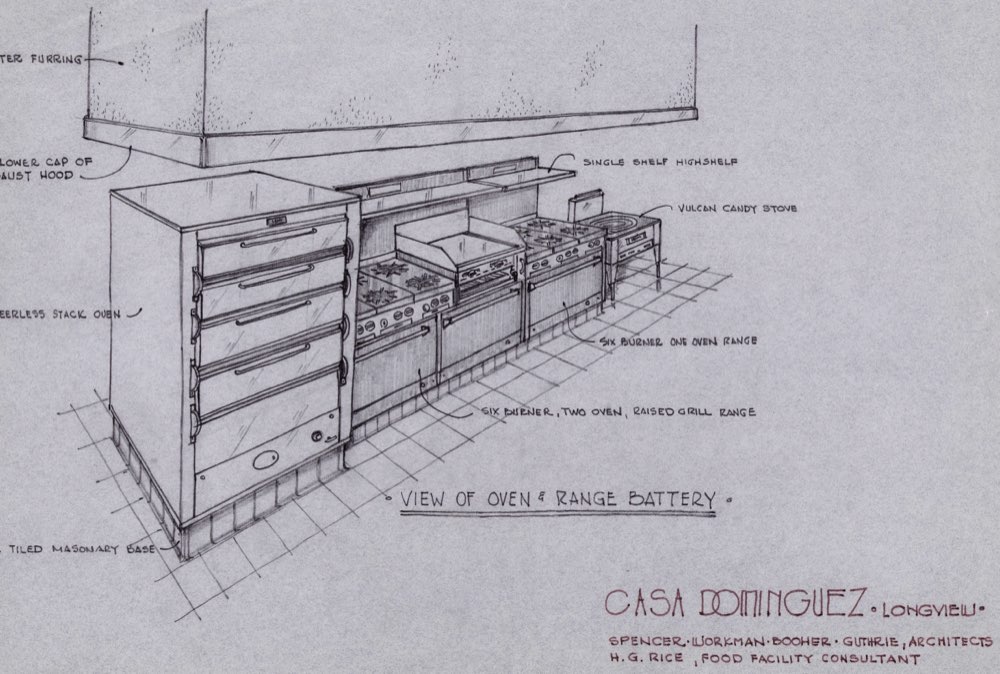 TER FURRING
LOWER CAP OF
AUST HOOD
SINGLE SHELF HIGHSHELF
VULCAN CANDY STOVE
EERLESS STACK OVEN
SIX BURNER ONE OVEN RANGE
SIX BURNER, TWO OVEN, RAISED GRILL RANGE
• VIEW OF OVEN & RANGE BATTERY •
TILED MASONARY BASE
CASA DOMINGUEZ • LONGVIEW •
SPENCER • WORKMAN • BOOHER • GUTHRIE, ARCHITECTS
H.G. RICE, FOOD FACILITY CONSULTANT